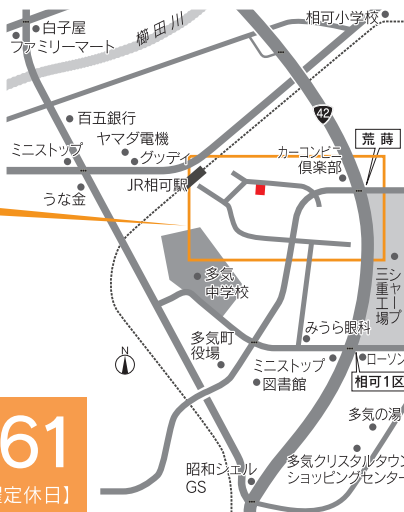 相可小学校
白子屋
ファミリーマート
櫛田川
42
百五銀行
荒蒔
ヤマダ電機
ミニストップ
グッディ
カーコンビニ
倶楽部
JR相可駅
うな金
多気
中学校
シャープ
三重工場
みうら眼科
多気町
役場
N
ミニストップ
ローソン
図書館
相可1区
多気の湯
61
定休日】
昭和シェル
GS
多気クリスタルタウン
ショッピングセンター